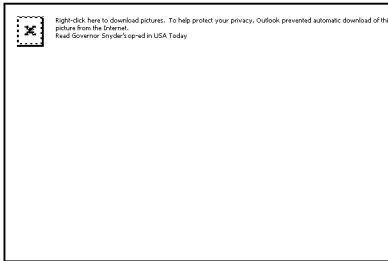 Right-click here to download pictures. To help protect your privacy, Outlook prevented automatic download of
picture from the Internet.
Read Governor Snyder's op-ed in USA Today